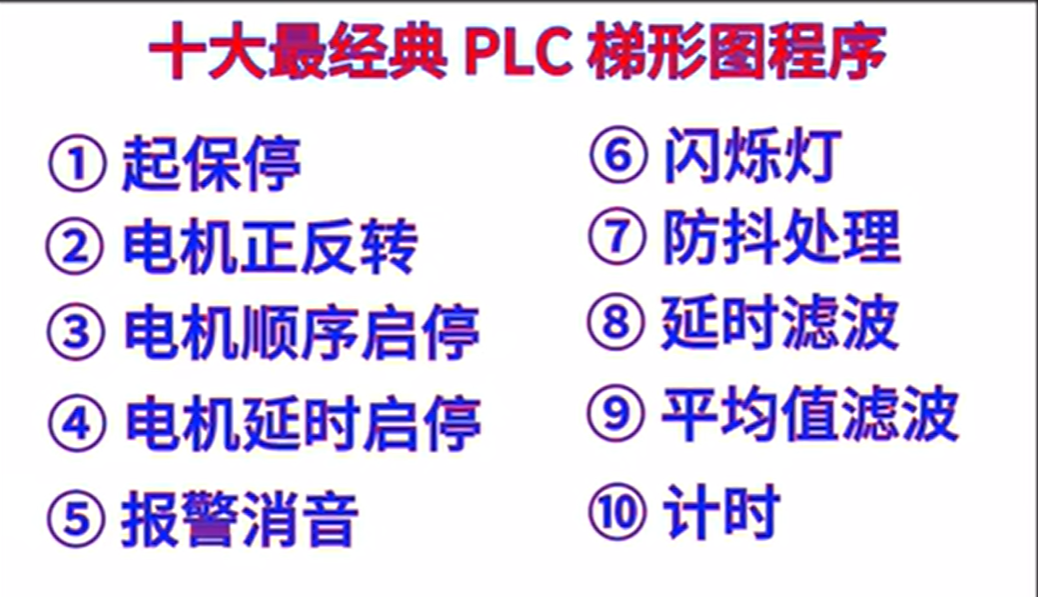 十大最经典 PLC 梯形图程序
① 起保停
② 电机正反转
③ 电机顺序启停
④ 电机延时启停
⑤ 报警消音
⑥ 闪烁灯
⑦ 防抖处理
⑧ 延时滤波
⑨ 平均值滤波
⑩ 计时